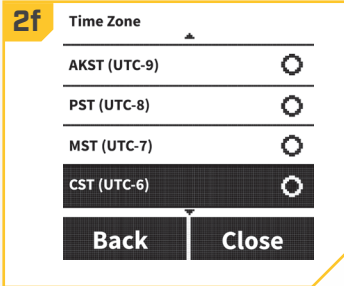 2f
Time Zone
AKST (UTC-9)
PST (UTC-8)
MST (UTC-7)
CST (UTC-6)
Back Close